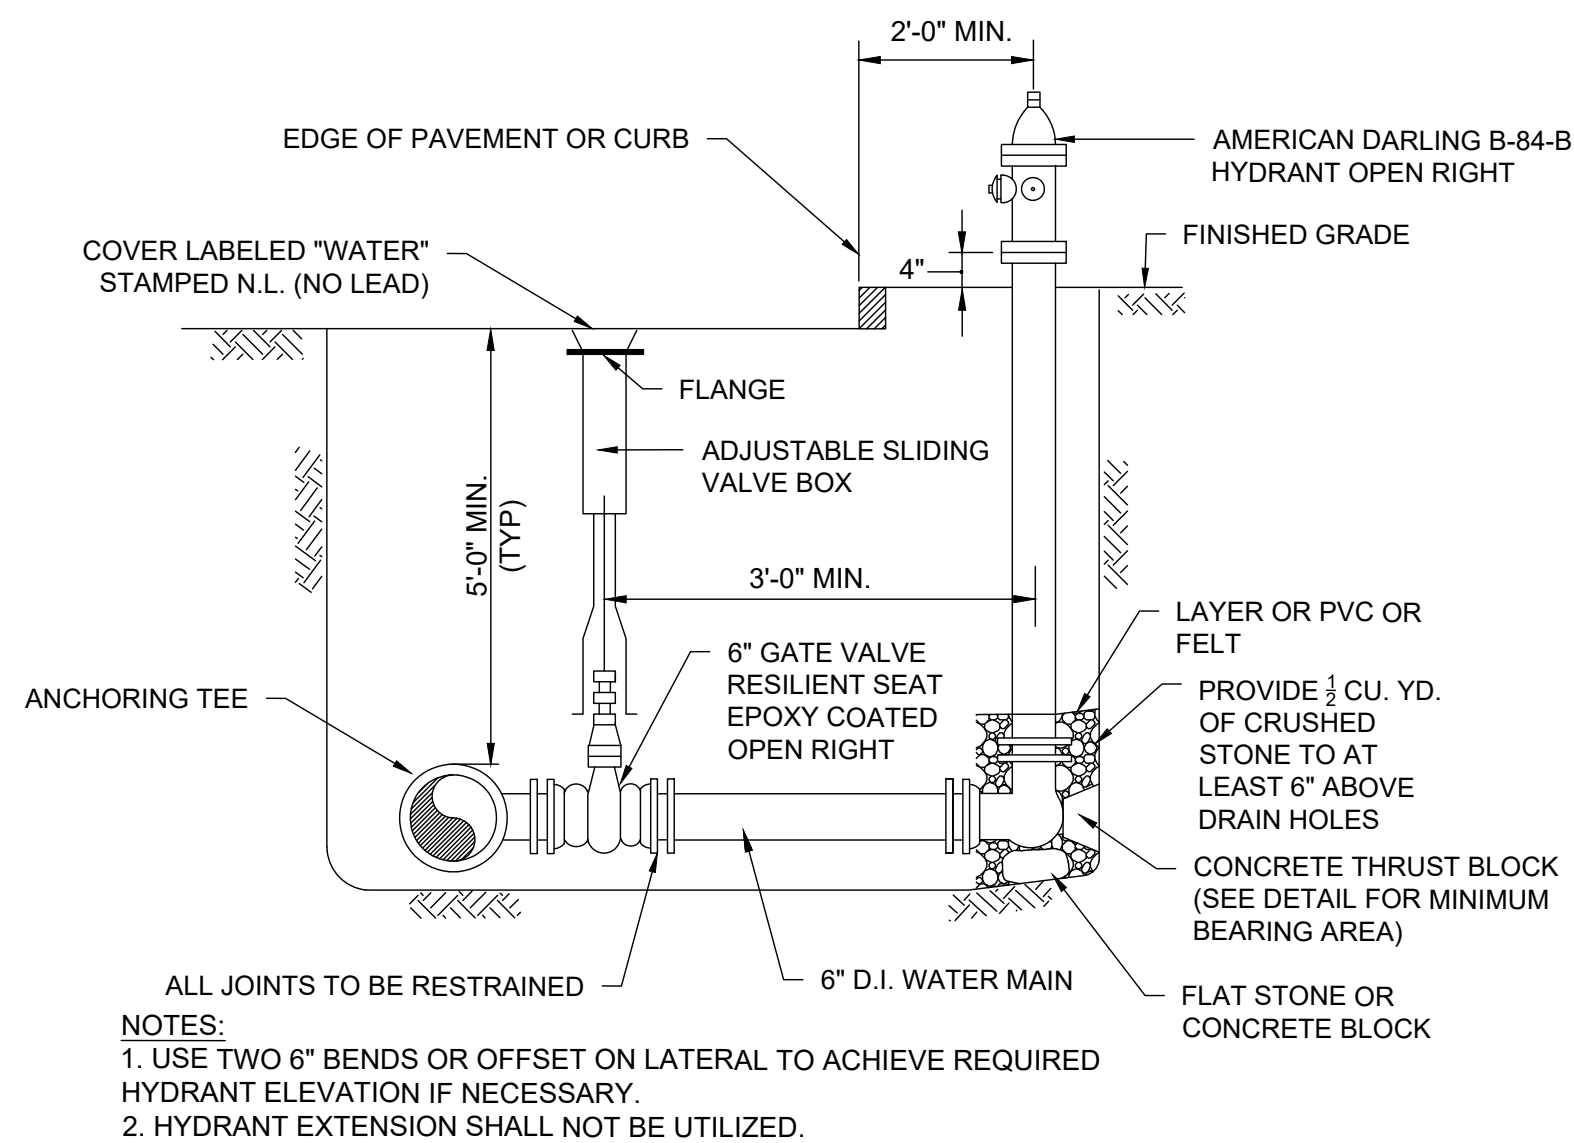 2'-0" MIN.
EDGE OF PAVEMENT OR CURB
AMERICAN DARLING B-84-B
HYDRANT OPEN RIGHT
COVER LABELED "WATER"
STAMPED N.L. (NO LEAD)
FINISHED GRADE
4"
FLANGE
ADJUSTABLE SLIDING
VALVE BOX
5'-0" MIN.
(TYP)
3'-0" MIN.
LAYER OR PVC OR
FELT
6" GATE VALVE
RESILIENT SEAT
EPOXY COATED
OPEN RIGHT
ANCHORING TEE
PROVIDE 1/2 CU. YD.
OF CRUSHED
STONE TO AT
LEAST 6" ABOVE
DRAIN HOLES
CONCRETE THRUST BLOCK
(SEE DETAIL FOR MINIMUM
BEARING AREA)
ALL JOINTS TO BE RESTRAINED
6" D.I. WATER MAIN
FLAT STONE OR
CONCRETE BLOCK
NOTES:
1. USE TWO 6" BENDS OR OFFSET ON LATERAL TO ACHIEVE REQUIRED
HYDRANT ELEVATION IF NECESSARY.
2. HYDRANT EXTENSION SHALL NOT BE UTILIZED.